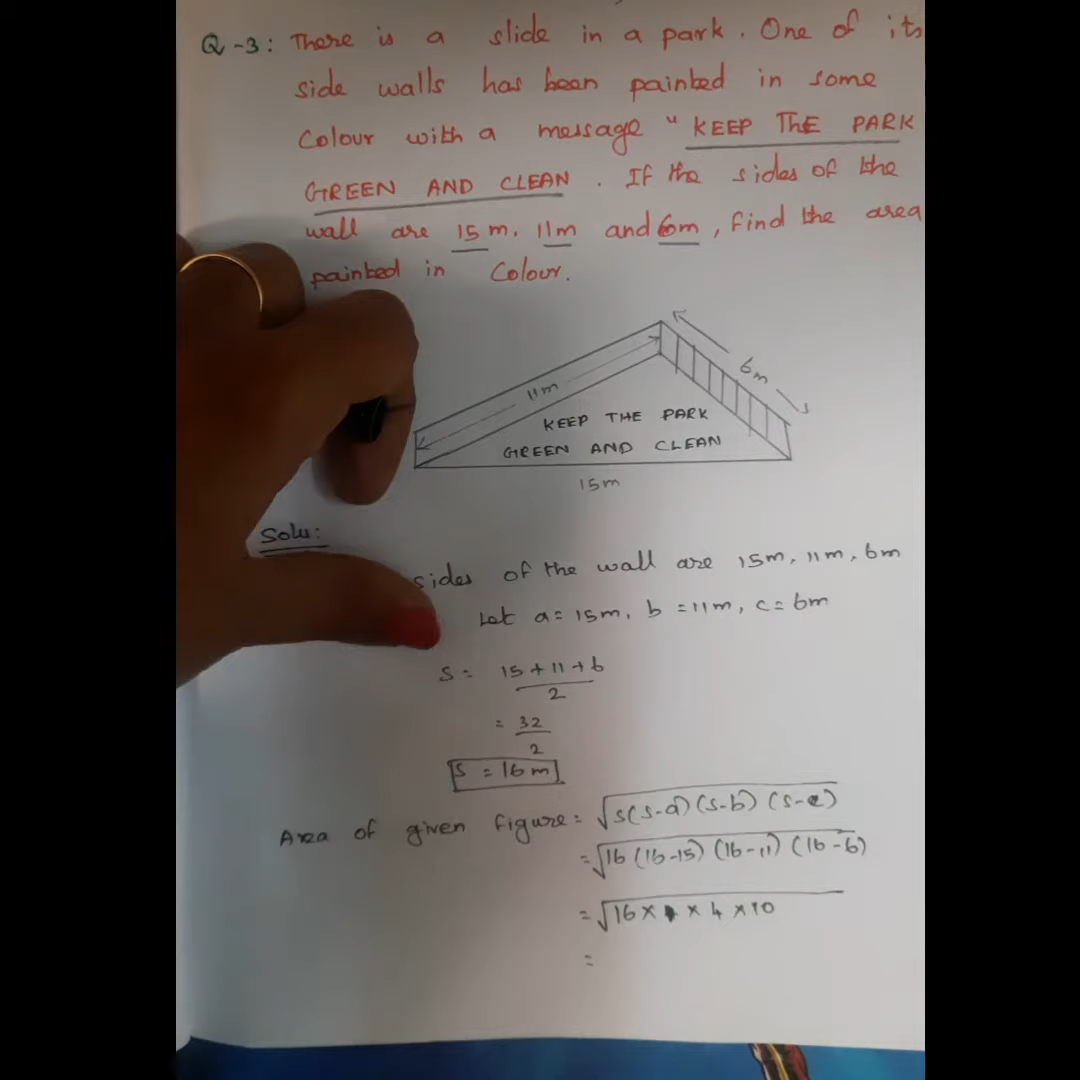 Q-3: There is a slide in a park. One of its
side walls has been painted in some
Colour with a message "KEEP THE PARK
GREEN AND CLEAN. If the sides of the
wall are 15m, 11m and 6m, find the area
painted in Colour.
6m
11m
KEEP THE PARK
GREEN AND CLEAN
15m
Solu:
sides of the wall are 15m, 11m, 6m
Let a = 15m, b = 11m, c = 6m
S = 15 + 11 + 6
2
= 32
2
S = 16m
Area of given figure = √s(s-a)(s-b)(s-c)
= √16(16-15)(16-11)(16-6)
= √16 × 1 × 4 × 10
=